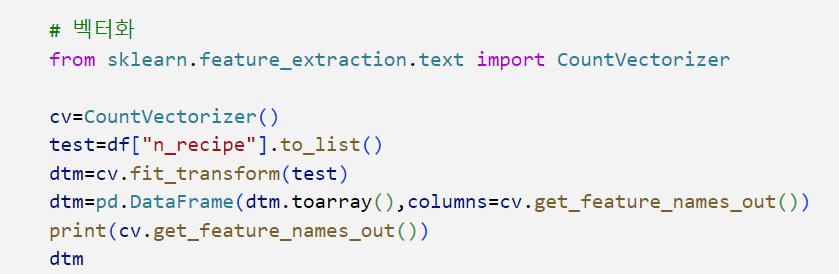 # 벡터화
from sklearn.feature_extraction.text import CountVectorizer
cv=CountVectorizer()
test=df["n_recipe"].to_list()
dtm=cv.fit_transform(test)
dtm=pd.DataFrame(dtm.toarray(),columns=cv.get_feature_names_out())
print(cv.get_feature_names_out())
dtm